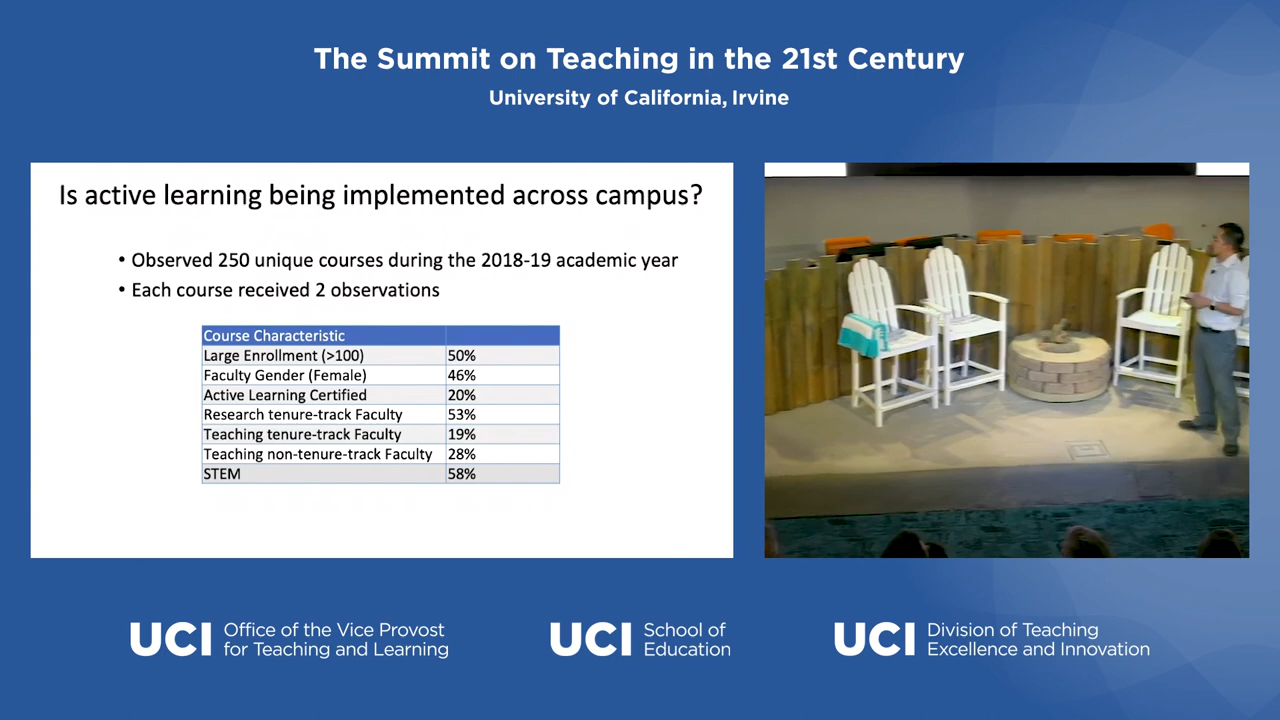 The Summit on Teaching in the 21st Century
University of California, Irvine
Is active learning being implemented across campus?
• Observed 250 unique courses during the 2018-19 academic year
• Each course received 2 observations
Course Characteristic
Large Enrollment (>100) 50%
Faculty Gender (Female) 46%
Active Learning Certified 20%
Research tenure-track Faculty 53%
Teaching tenure-track Faculty 19%
Teaching non-tenure-track Faculty 28%
STEM 58%
UCI Office of the Vice Provost
for Teaching and Learning
UCI School of
Education
UCI Division of Teaching
Excellence and Innovation